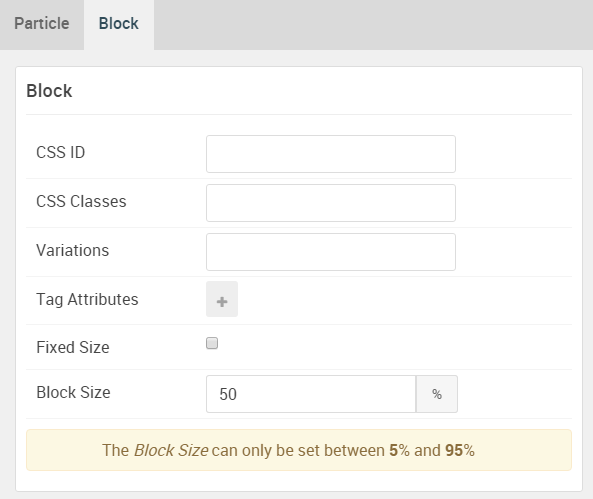 Particle Block
Block
CSS ID
CSS Classes
Variations
Tag Attributes +
Fixed Size
Block Size 50 %
The Block Size can only be set between 5% and 95%